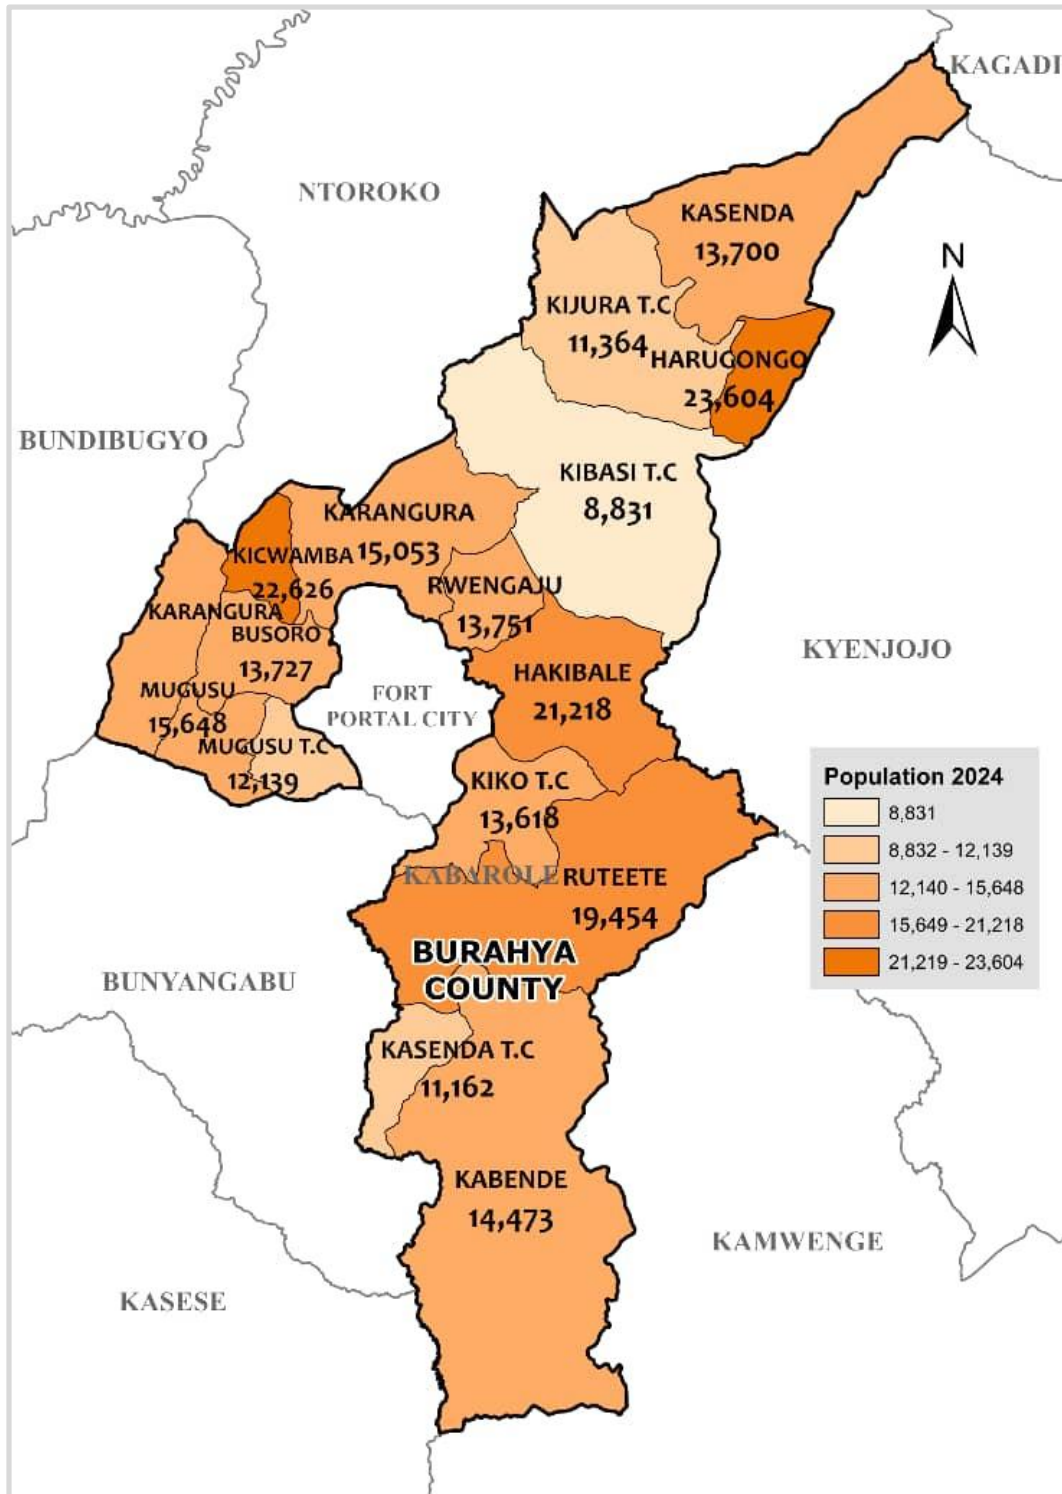 KAGADI
NTOROKO
KASENDA
13,700
N
KIJURA T.C
11,364
HARUGONGO
23,604
BUNDIBUGYO
KIBASI T.C
8,831
KARANGURA
15,053
KICWAMBA
22,626
RWENGAJU
13,751
KARANGURA
BUSORO
13,727
KYENJOJO
HAKIBALE
21,218
FORT
PORTAL CITY
MUGUSU
15,648
MUGUSU T.C
12,139
KIKO T.C
13,618
Population 2024
8,831
8,832 - 12,139
12,140 - 15,648
15,649 - 21,218
21,219 - 23,604
KABAROLE
RUTEETE
19,454
BURAHYA
COUNTY
BUNYANGABU
KASENDA T.C
11,162
KABENDE
14,473
KAMWENGE
KASESE